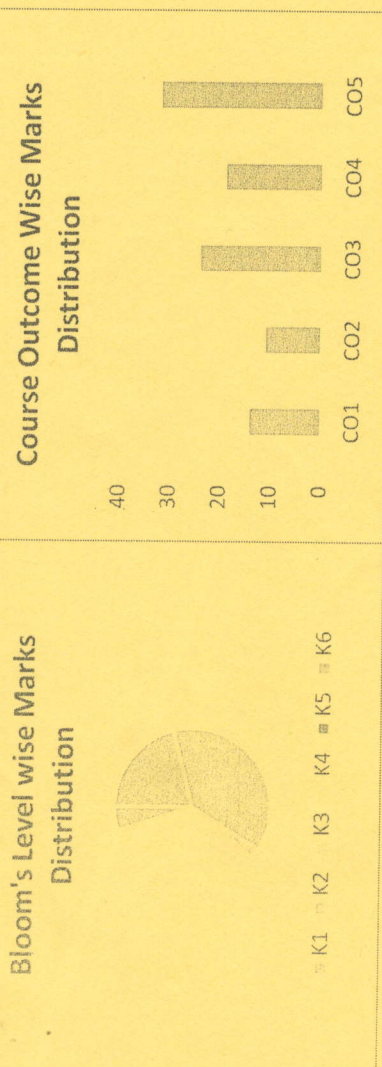 Bloom's Level wise Marks
Distribution
K1 K2 K3 K4 K5 K6
Course Outcome Wise Marks
Distribution
40
30
20
10
0
CO1 CO2 CO3 CO4 CO5